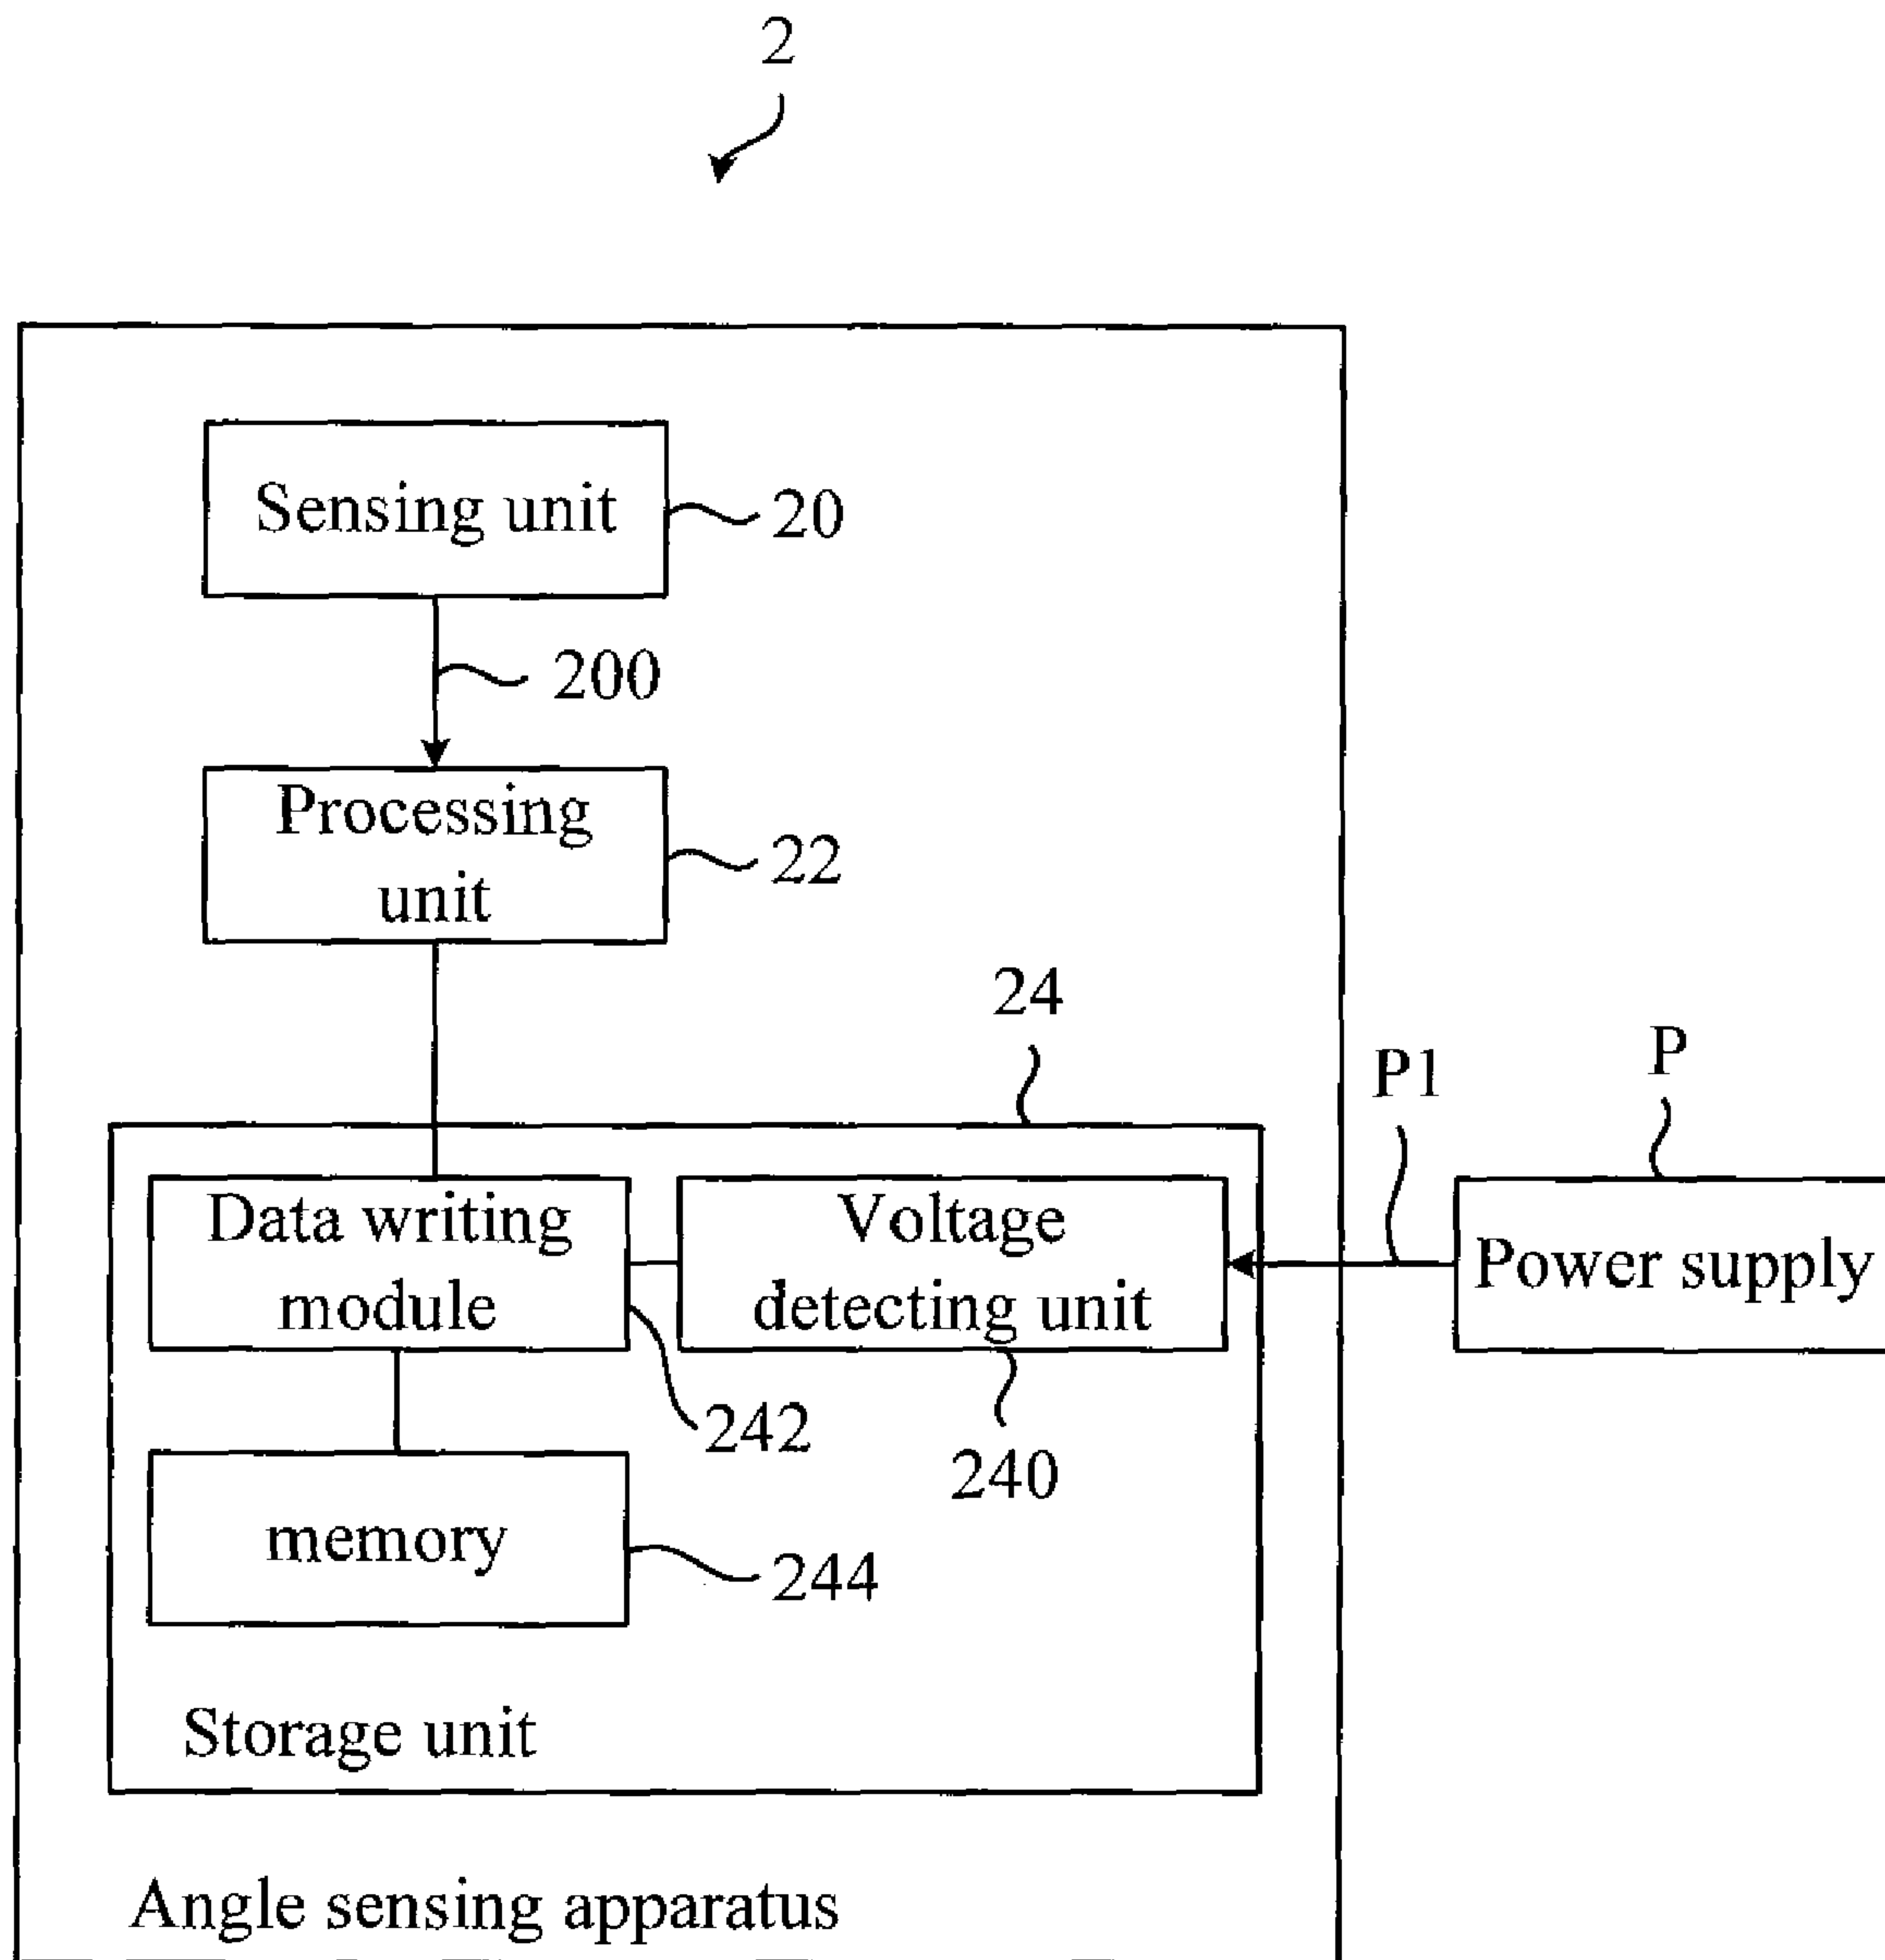 2
Sensing unit
20
200
Processing
unit
22
24
P1
P
Data writing
module
Voltage
detecting unit
Power supply
242
240
memory
244
Storage unit
Angle sensing apparatus